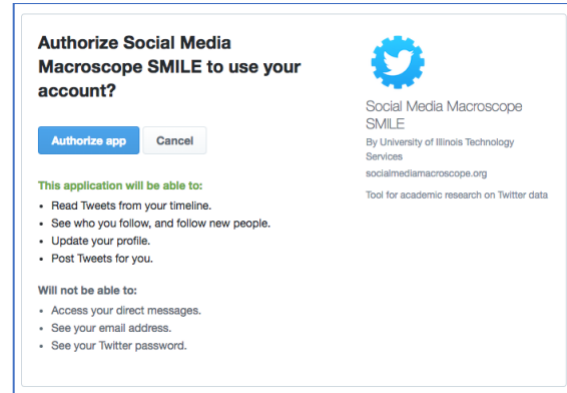 Authorize Social Media
Macroscope SMILE to use your
account?
Authorize app
Cancel
This application will be able to:
• Read Tweets from your timeline.
• See who you follow, and follow new people.
• Update your profile.
• Post Tweets for you.
Will not be able to:
• Access your direct messages.
• See your email address.
• See your Twitter password.
Social Media Macroscope
SMILE
By University of Illinois Technology
Services
socialmediamacroscope.org
Tool for academic research on Twitter data